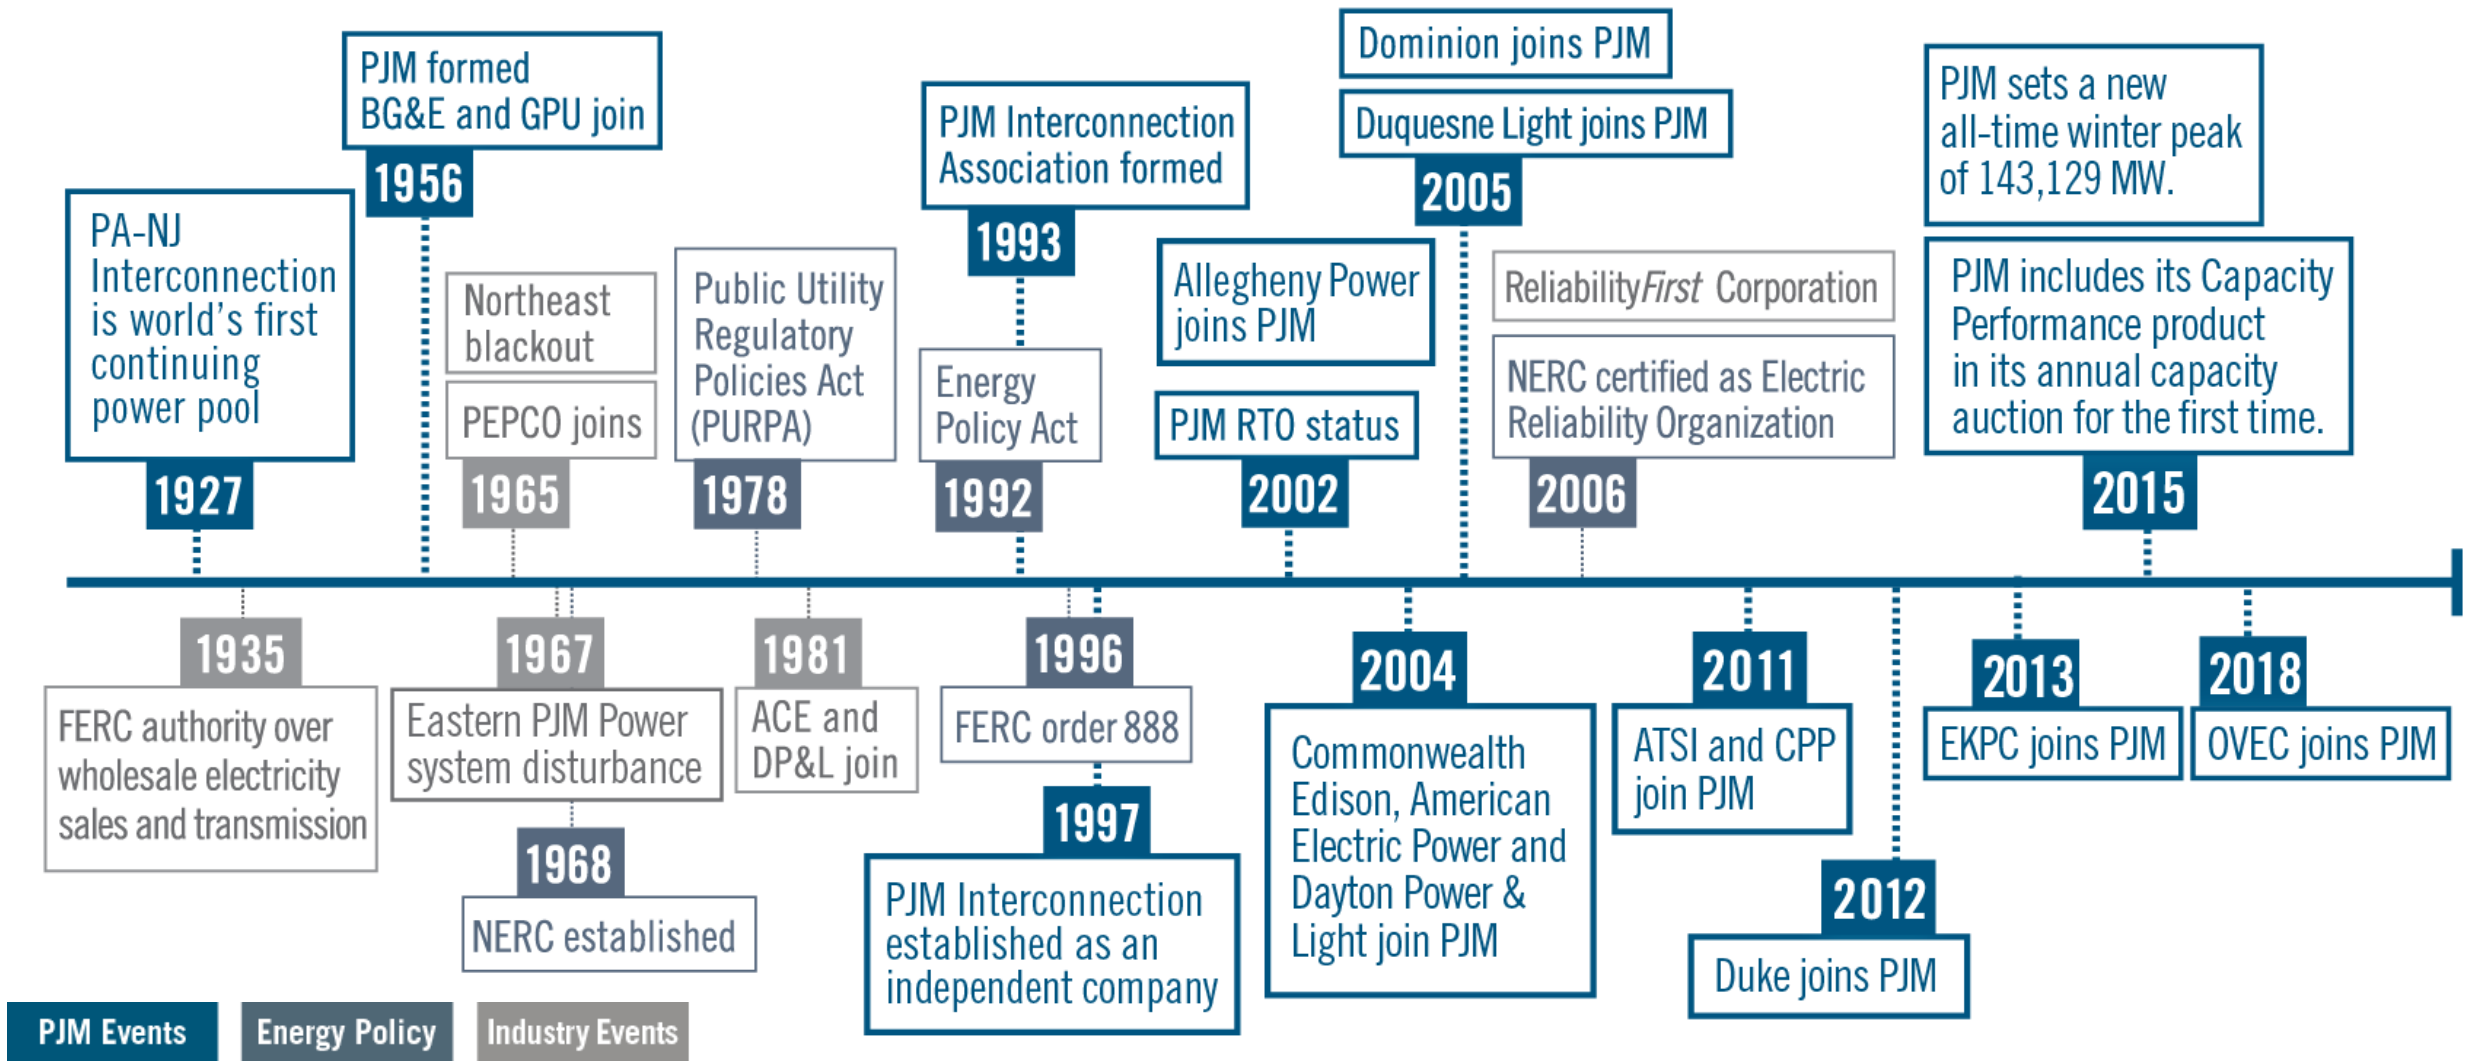 PA-NJ
Interconnection
is world’s first
continuing
power pool
1927
PJM formed
BG&E and GPU join
1956
Northeast
blackout
PEPCO joins
1965
Public Utility
Regulatory
Policies Act
(PURPA)
1978
PJM Interconnection
Association formed
1993
Energy
Policy Act
1992
Allegheny Power
joins PJM
PJM RTO status
2002
Dominion joins PJM
Duquesne Light joins PJM
2005
ReliabilityFirst Corporation
NERC certified as Electric
Reliability Organization
2006
PJM sets a new
all-time winter peak
of 143,129 MW.
PJM includes its Capacity
Performance product
in its annual capacity
auction for the first time.
2015
1935
FERC authority over
wholesale electricity
sales and transmission
1967
Eastern PJM Power
system disturbance
1968
NERC established
1981
ACE and
DP&L join
1996
FERC order 888
1997
PJM Interconnection
established as an
independent company
2004
Commonwealth
Edison, American
Electric Power and
Dayton Power &
Light join PJM
2011
ATSI and CPP
join PJM
2012
Duke joins PJM
2013
EKPC joins PJM
2018
OVEC joins PJM
PJM Events
Energy Policy
Industry Events